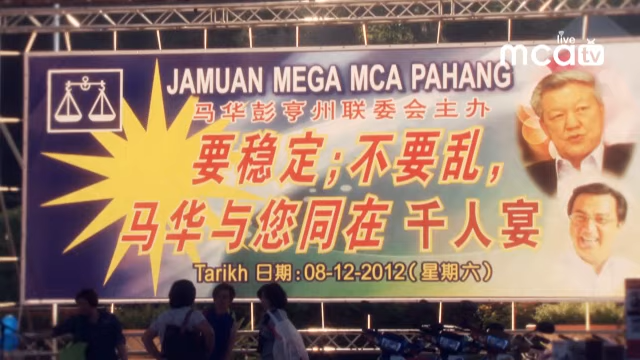 live
mca tv
JAMUAN MEGA MCA PAHANG
马华彭亨州联委会主办
要稳定；不要乱，
马华与您同在 千人宴
Tarikh 日期：08-12-2012（星期六）